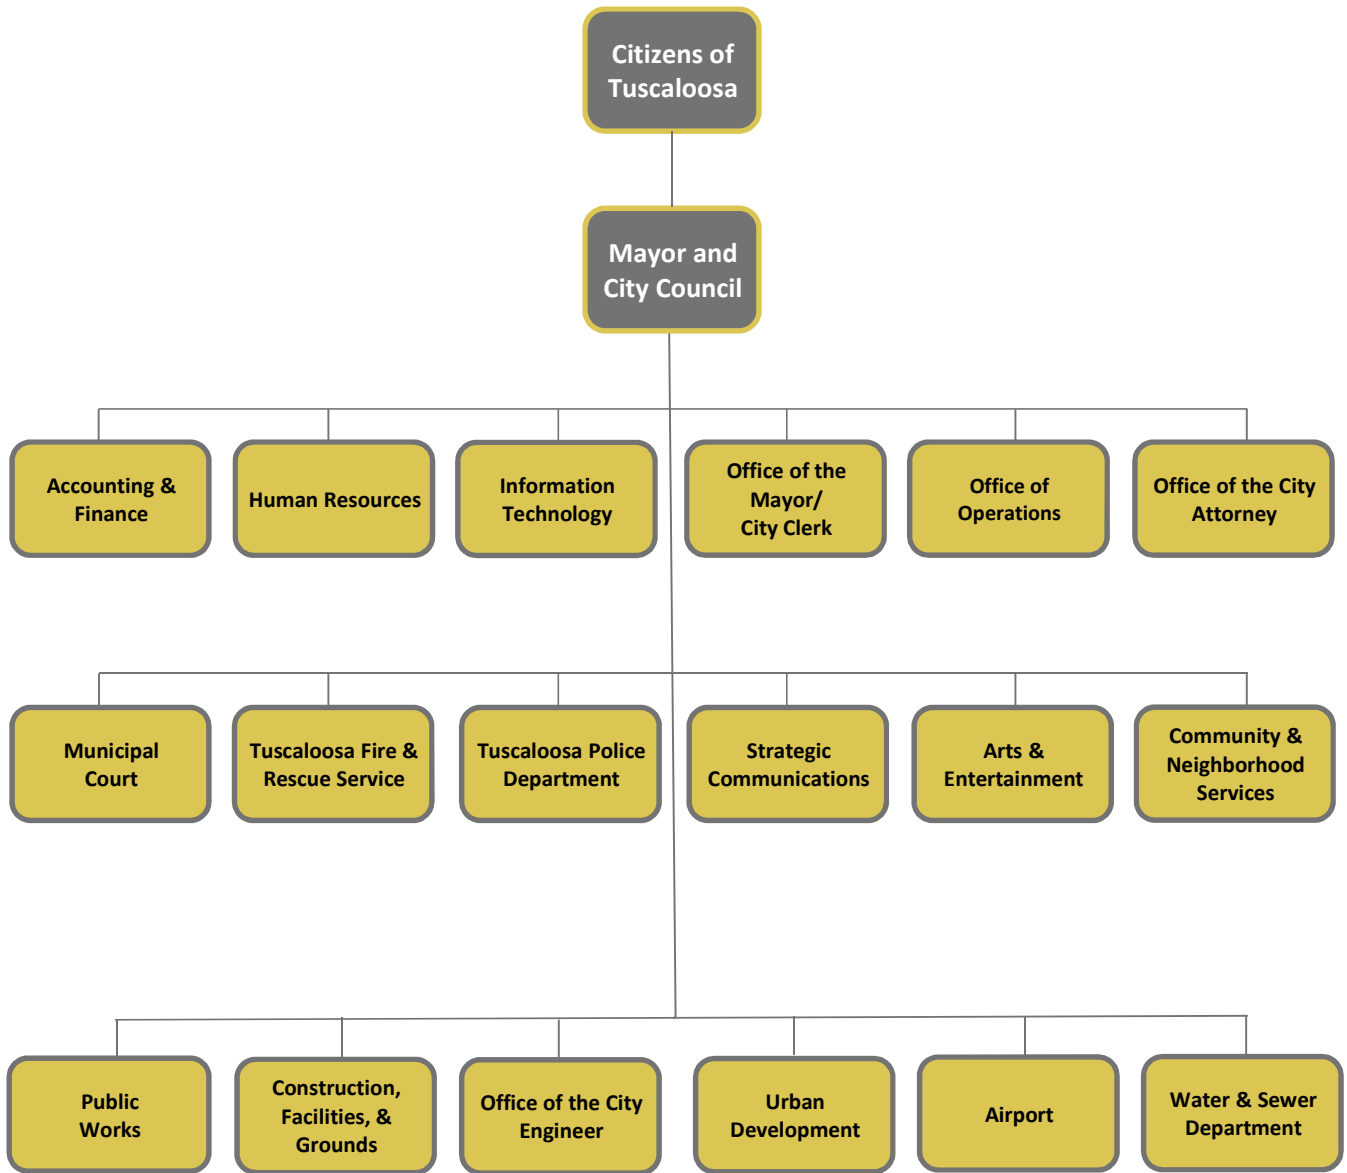 Citizens of
Tuscaloosa
Mayor and
City Council
Accounting &
Finance
Human Resources
Information
Technology
Office of the
Mayor/
City Clerk
Office of
Operations
Office of the City
Attorney
Municipal
Court
Tuscaloosa Fire &
Rescue Service
Tuscaloosa Police
Department
Strategic
Communications
Arts &
Entertainment
Community &
Neighborhood
Services
Public
Works
Construction,
Facilities, &
Grounds
Office of the City
Engineer
Urban
Development
Airport
Water & Sewer
Department